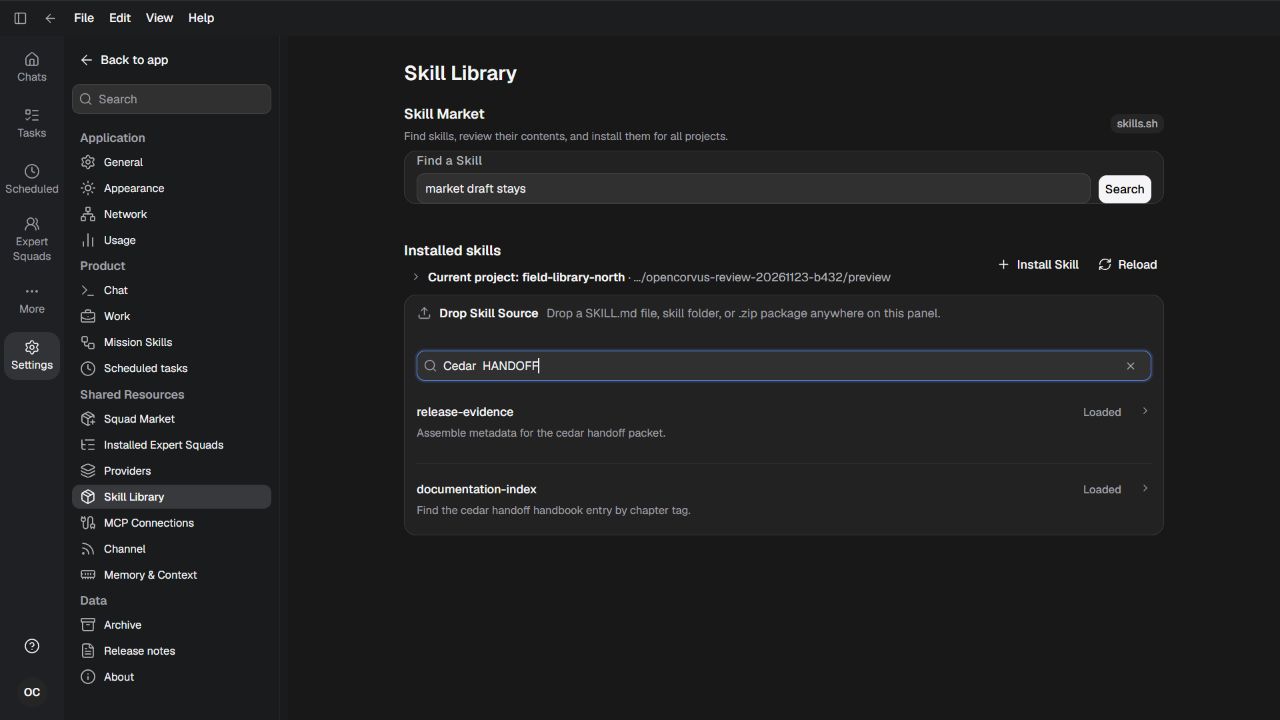 File Edit View Help
Chats
Tasks
Scheduled
Expert
Squads
More
Settings
OC
Back to app
Search
Application
General
Appearance
Network
Usage
Product
Chat
Work
Mission Skills
Scheduled tasks
Shared Resources
Squad Market
Installed Expert Squads
Providers
Skill Library
MCP Connections
Channel
Memory & Context
Data
Archive
Release notes
About
Skill Library
Skill Market
Find skills, review their contents, and install them for all projects.
skills.sh
Find a Skill
market draft stays
Search
Installed skills
Current project: field-library-north · .../opencorvus-review-20261123-b432/preview
Install Skill
Reload
Drop Skill Source Drop a SKILL.md file, skill folder, or .zip package anywhere on this panel.
Cedar  HANDOFF
release-evidence
Loaded
Assemble metadata for the cedar handoff packet.
documentation-index
Loaded
Find the cedar handoff handbook entry by chapter tag.